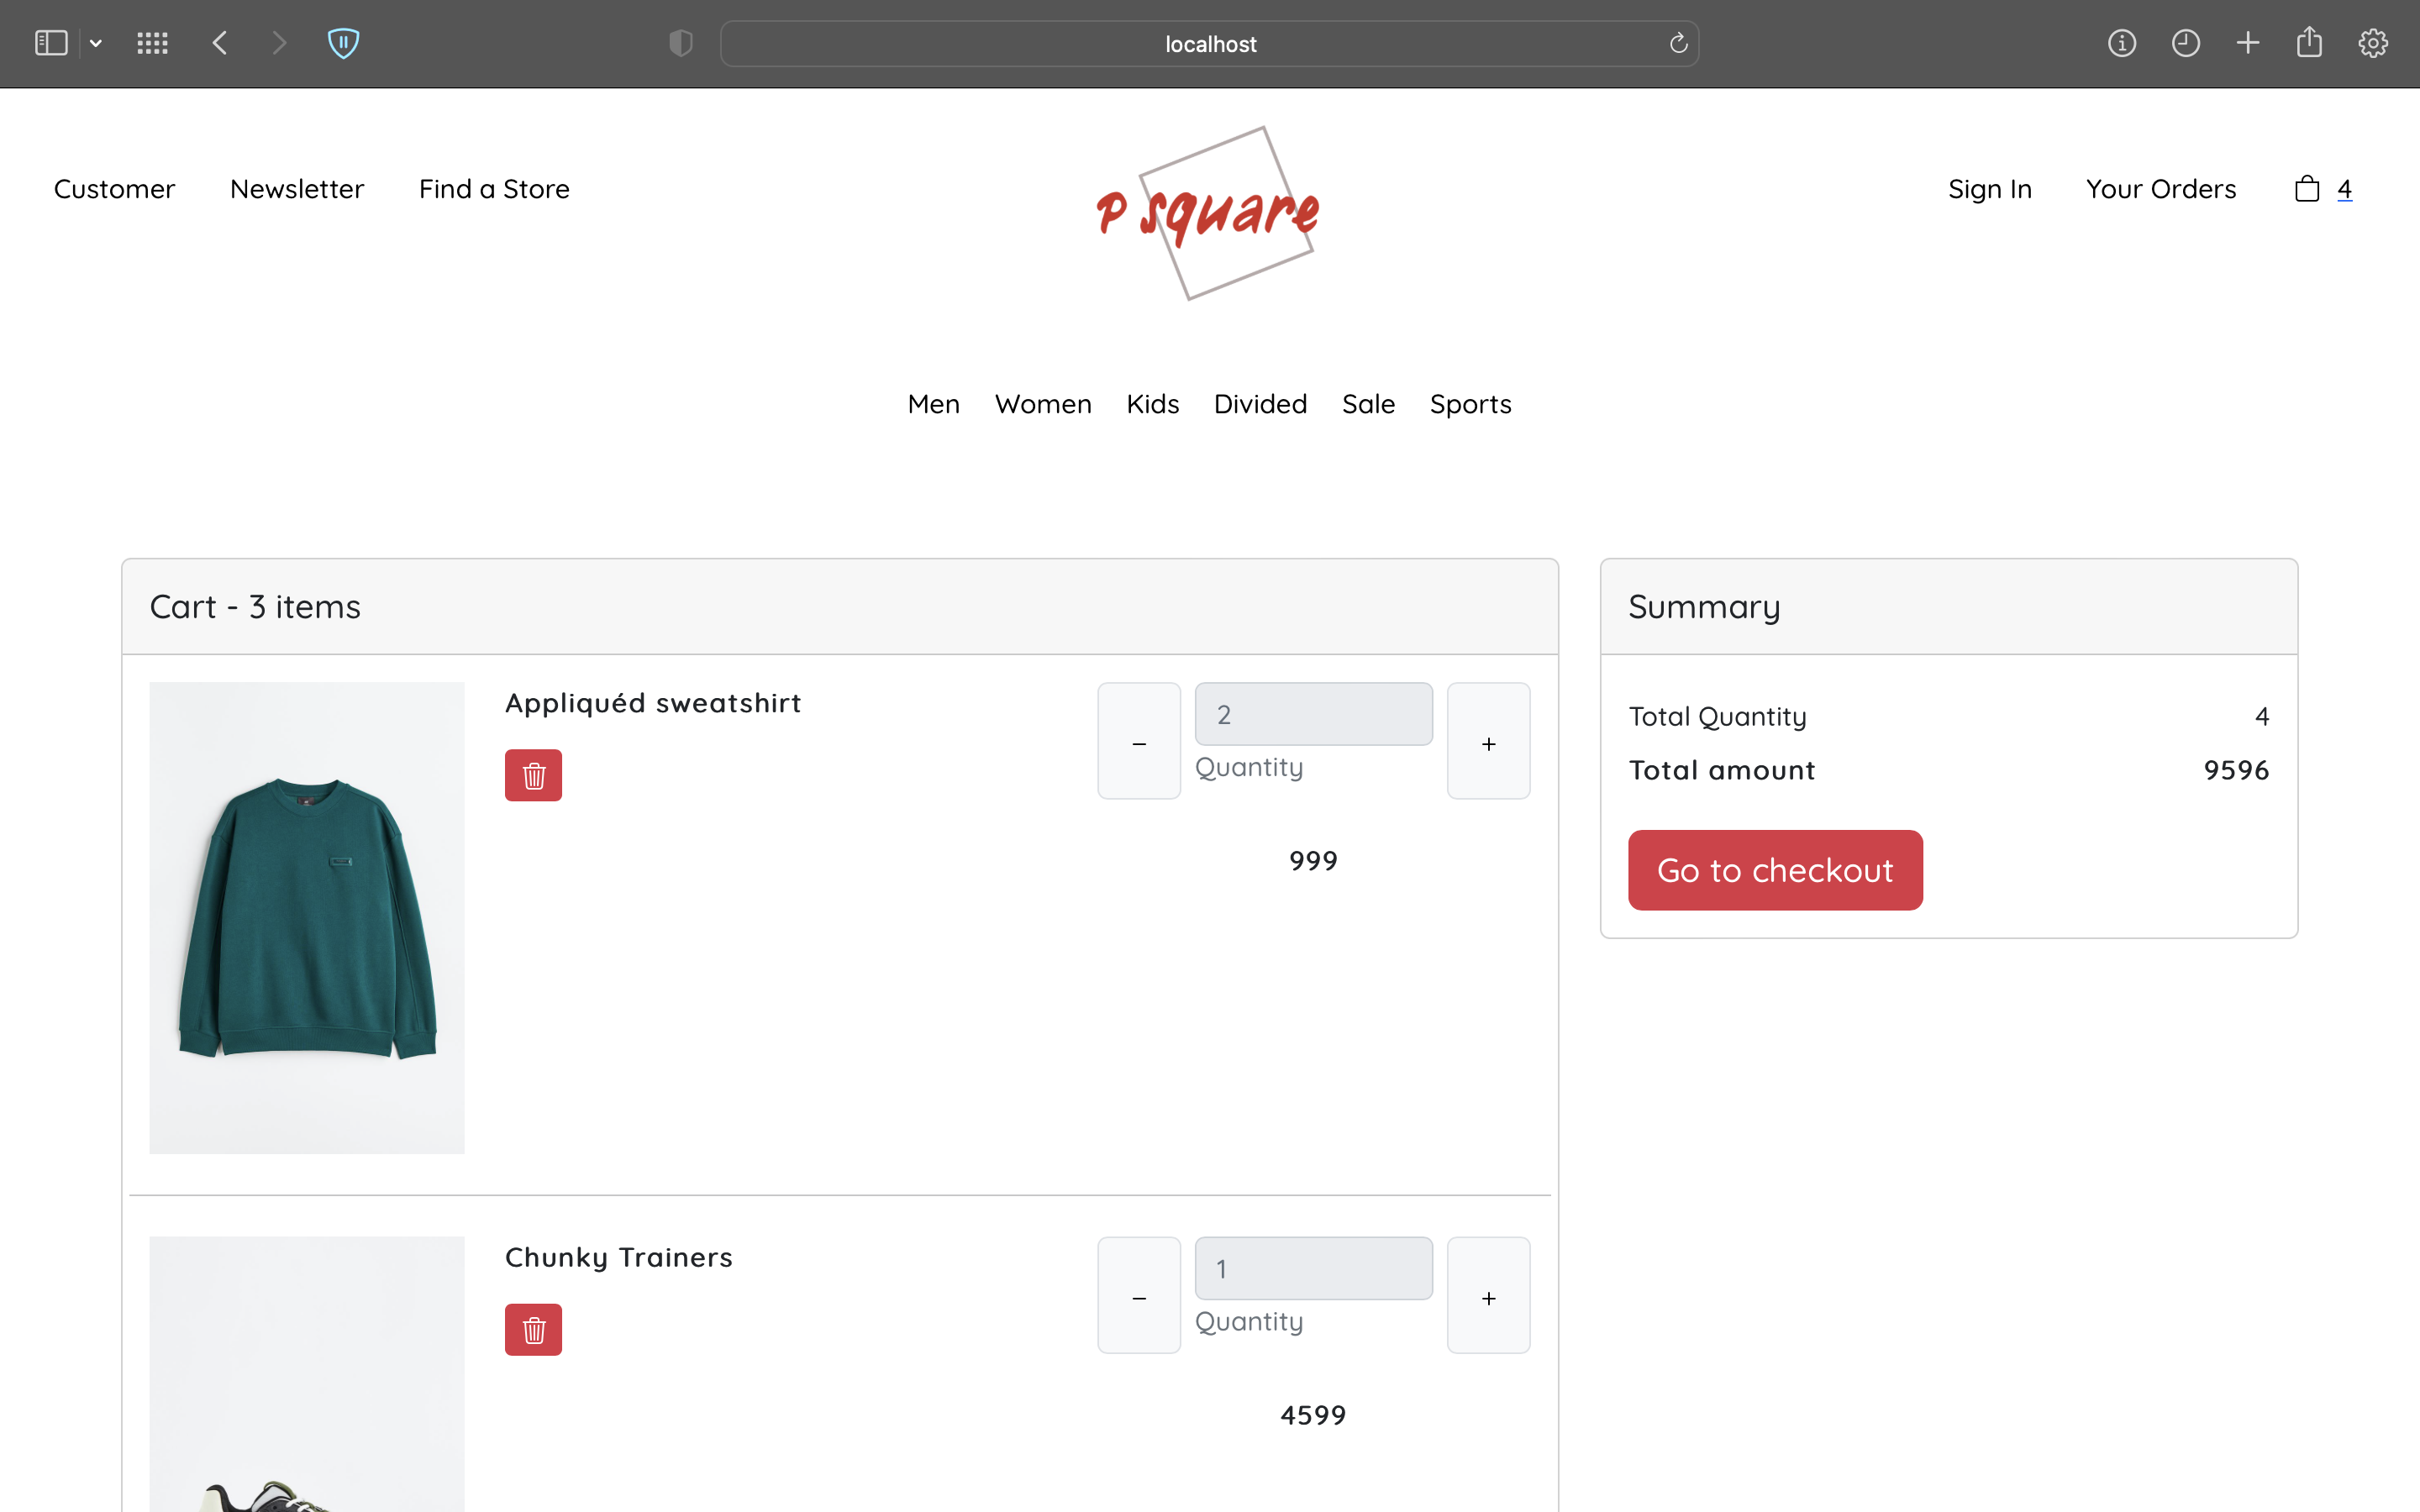 localhost
Customer Newsletter Find a Store
P square
Sign In Your Orders 4
Men Women Kids Divided Sale Sports
Cart - 3 items
Appliquéd sweatshirt
− 2 +
Quantity
999
Chunky Trainers
− 1 +
Quantity
4599
Summary
Total Quantity 4
Total amount 9596
Go to checkout